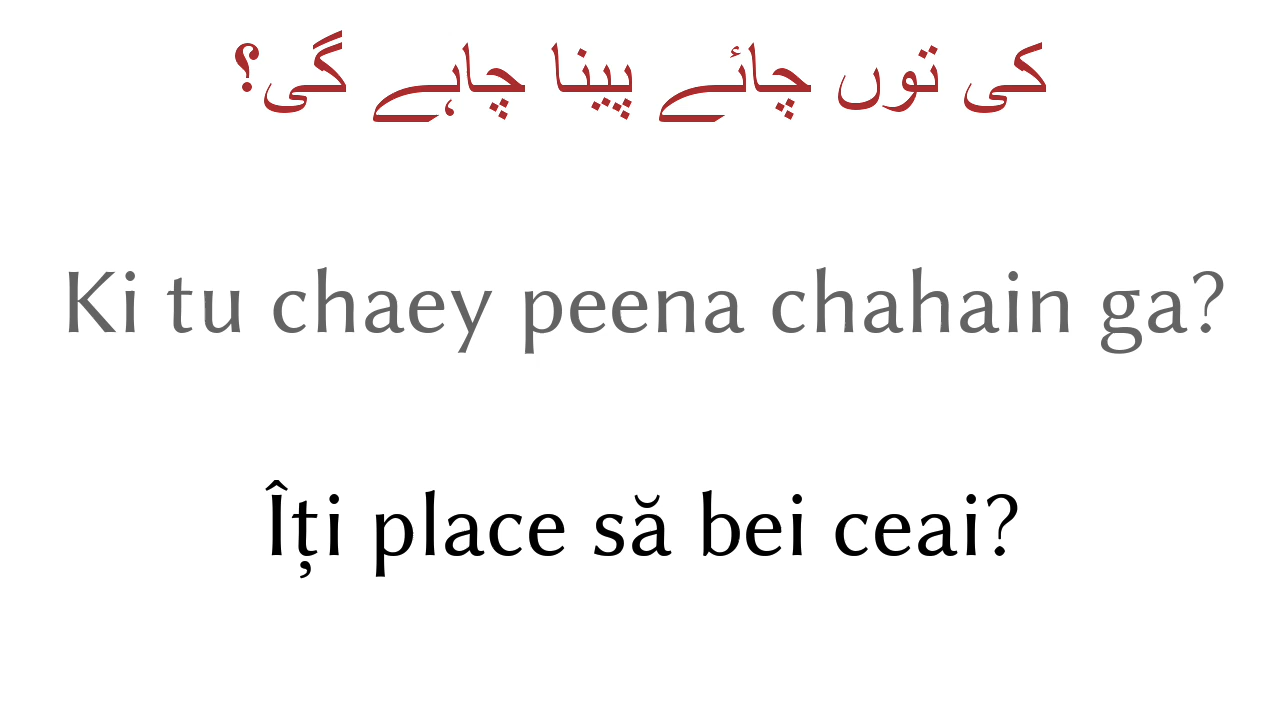 کی توں چائے پینا چاہے گی؟
Ki tu chaey peena chahain ga?
Îți place să bei ceai?